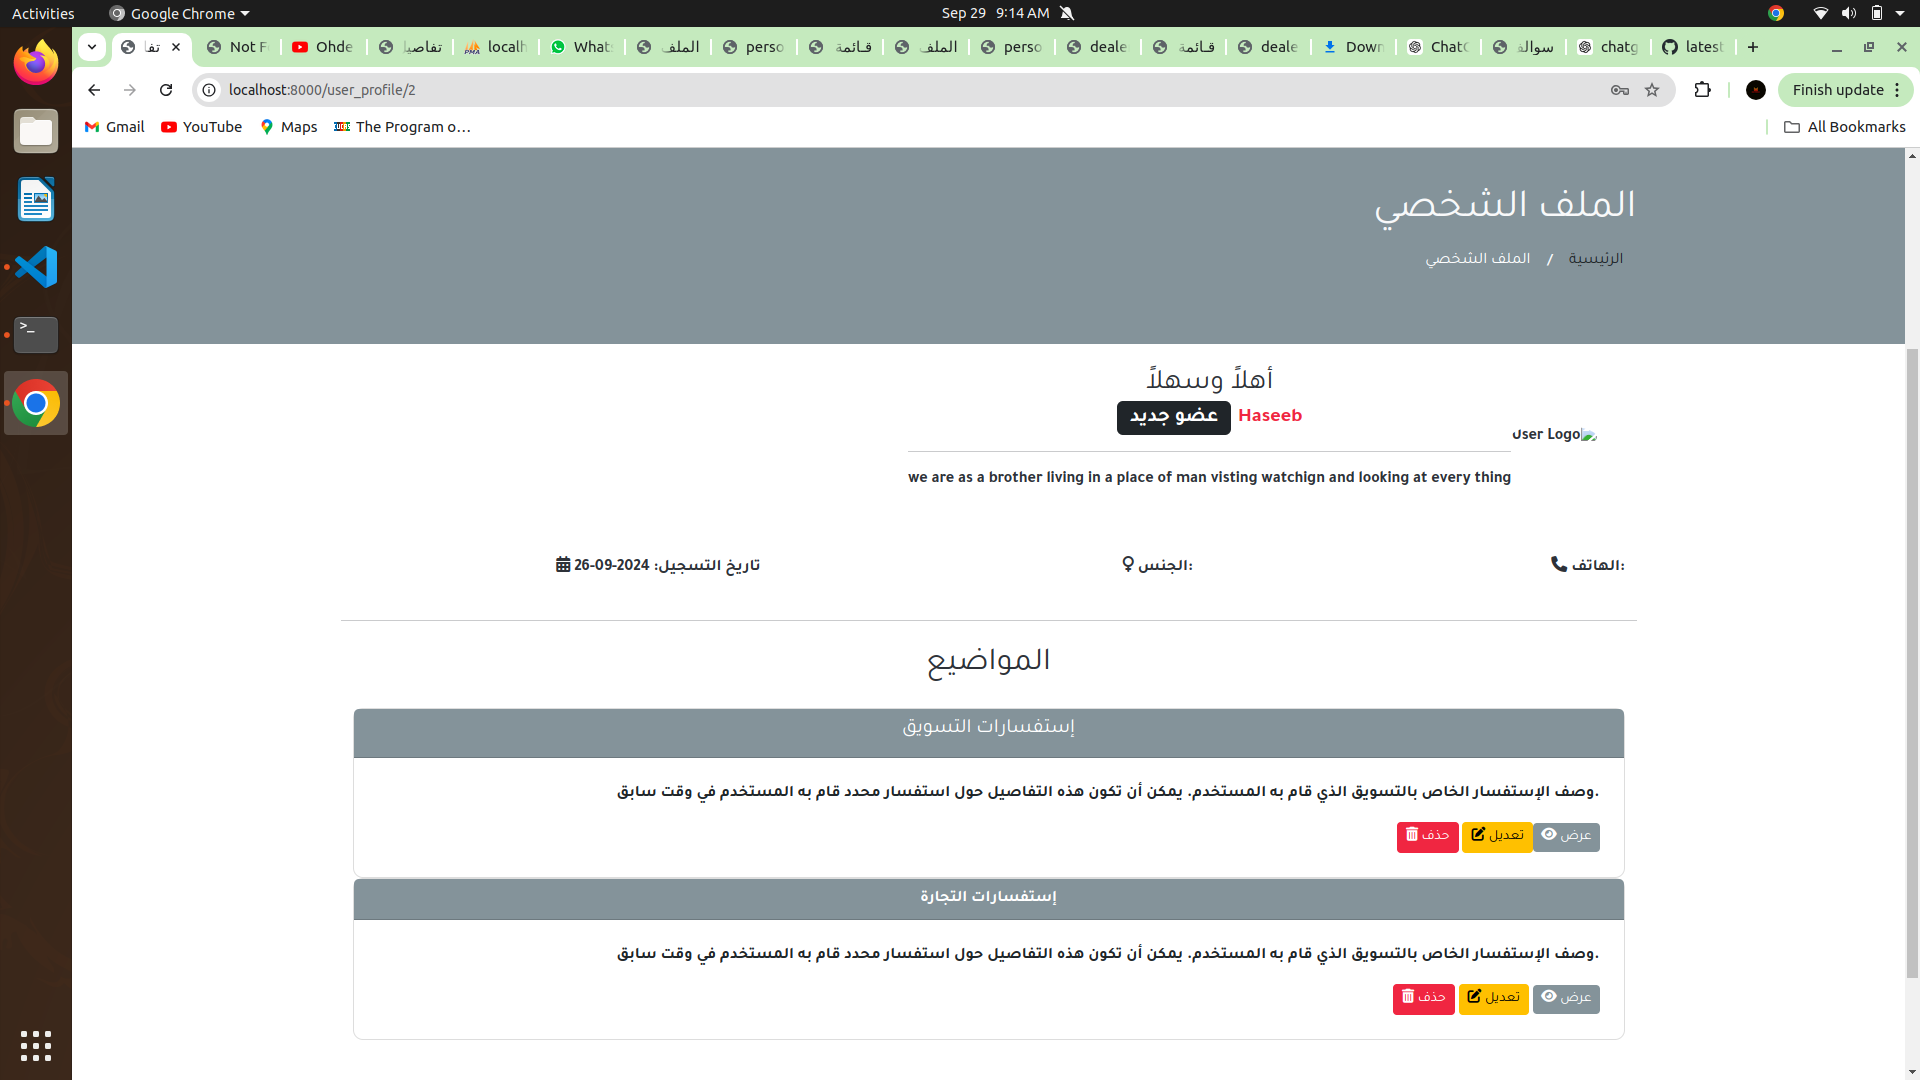 Activities
Google Chrome
Sep 29 9:14 AM
تفا
Not F
Ohde
تفاصيل
localh
What
الملف
perso
قائمة
الملف
perso
deale
قائمة
deale
Down
ChatG
سوالف
chatg
latest
localhost:8000/user_profile/2
Finish update
Gmail
YouTube
Maps
The Program o…
All Bookmarks
الملف الشخصي
الرئيسية / الملف الشخصي
أهلاً وسهلاً
Haseeb عضو جديد
User Logo
we are as a brother living in a place of man visting watchign and looking at every thing
الهاتف:
الجنس:
تاريخ التسجيل: 2024-09-26
المواضيع
إستفسارات التسويق
وصف الإستفسار الخاص بالتسويق الذي قام به المستخدم. يمكن أن تكون هذه التفاصيل حول استفسار محدد قام به المستخدم في وقت سابق.
عرض تعديل حذف
إستفسارات التجارة
وصف الإستفسار الخاص بالتسويق الذي قام به المستخدم. يمكن أن تكون هذه التفاصيل حول استفسار محدد قام به المستخدم في وقت سابق.
عرض تعديل حذف